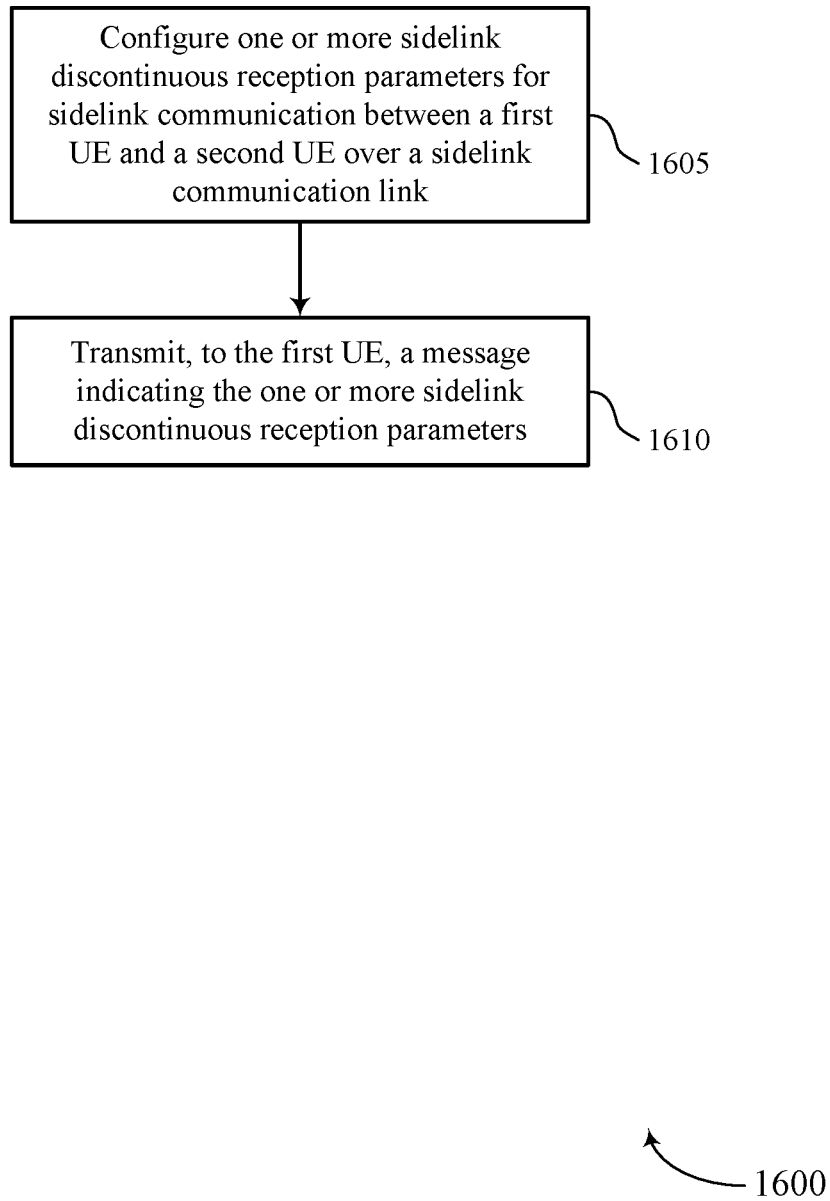 Configure one or more sidelink
discontinuous reception parameters for
sidelink communication between a first
UE and a second UE over a sidelink
communication link
1605
Transmit, to the first UE, a message
indicating the one or more sidelink
discontinuous reception parameters
1610
1600